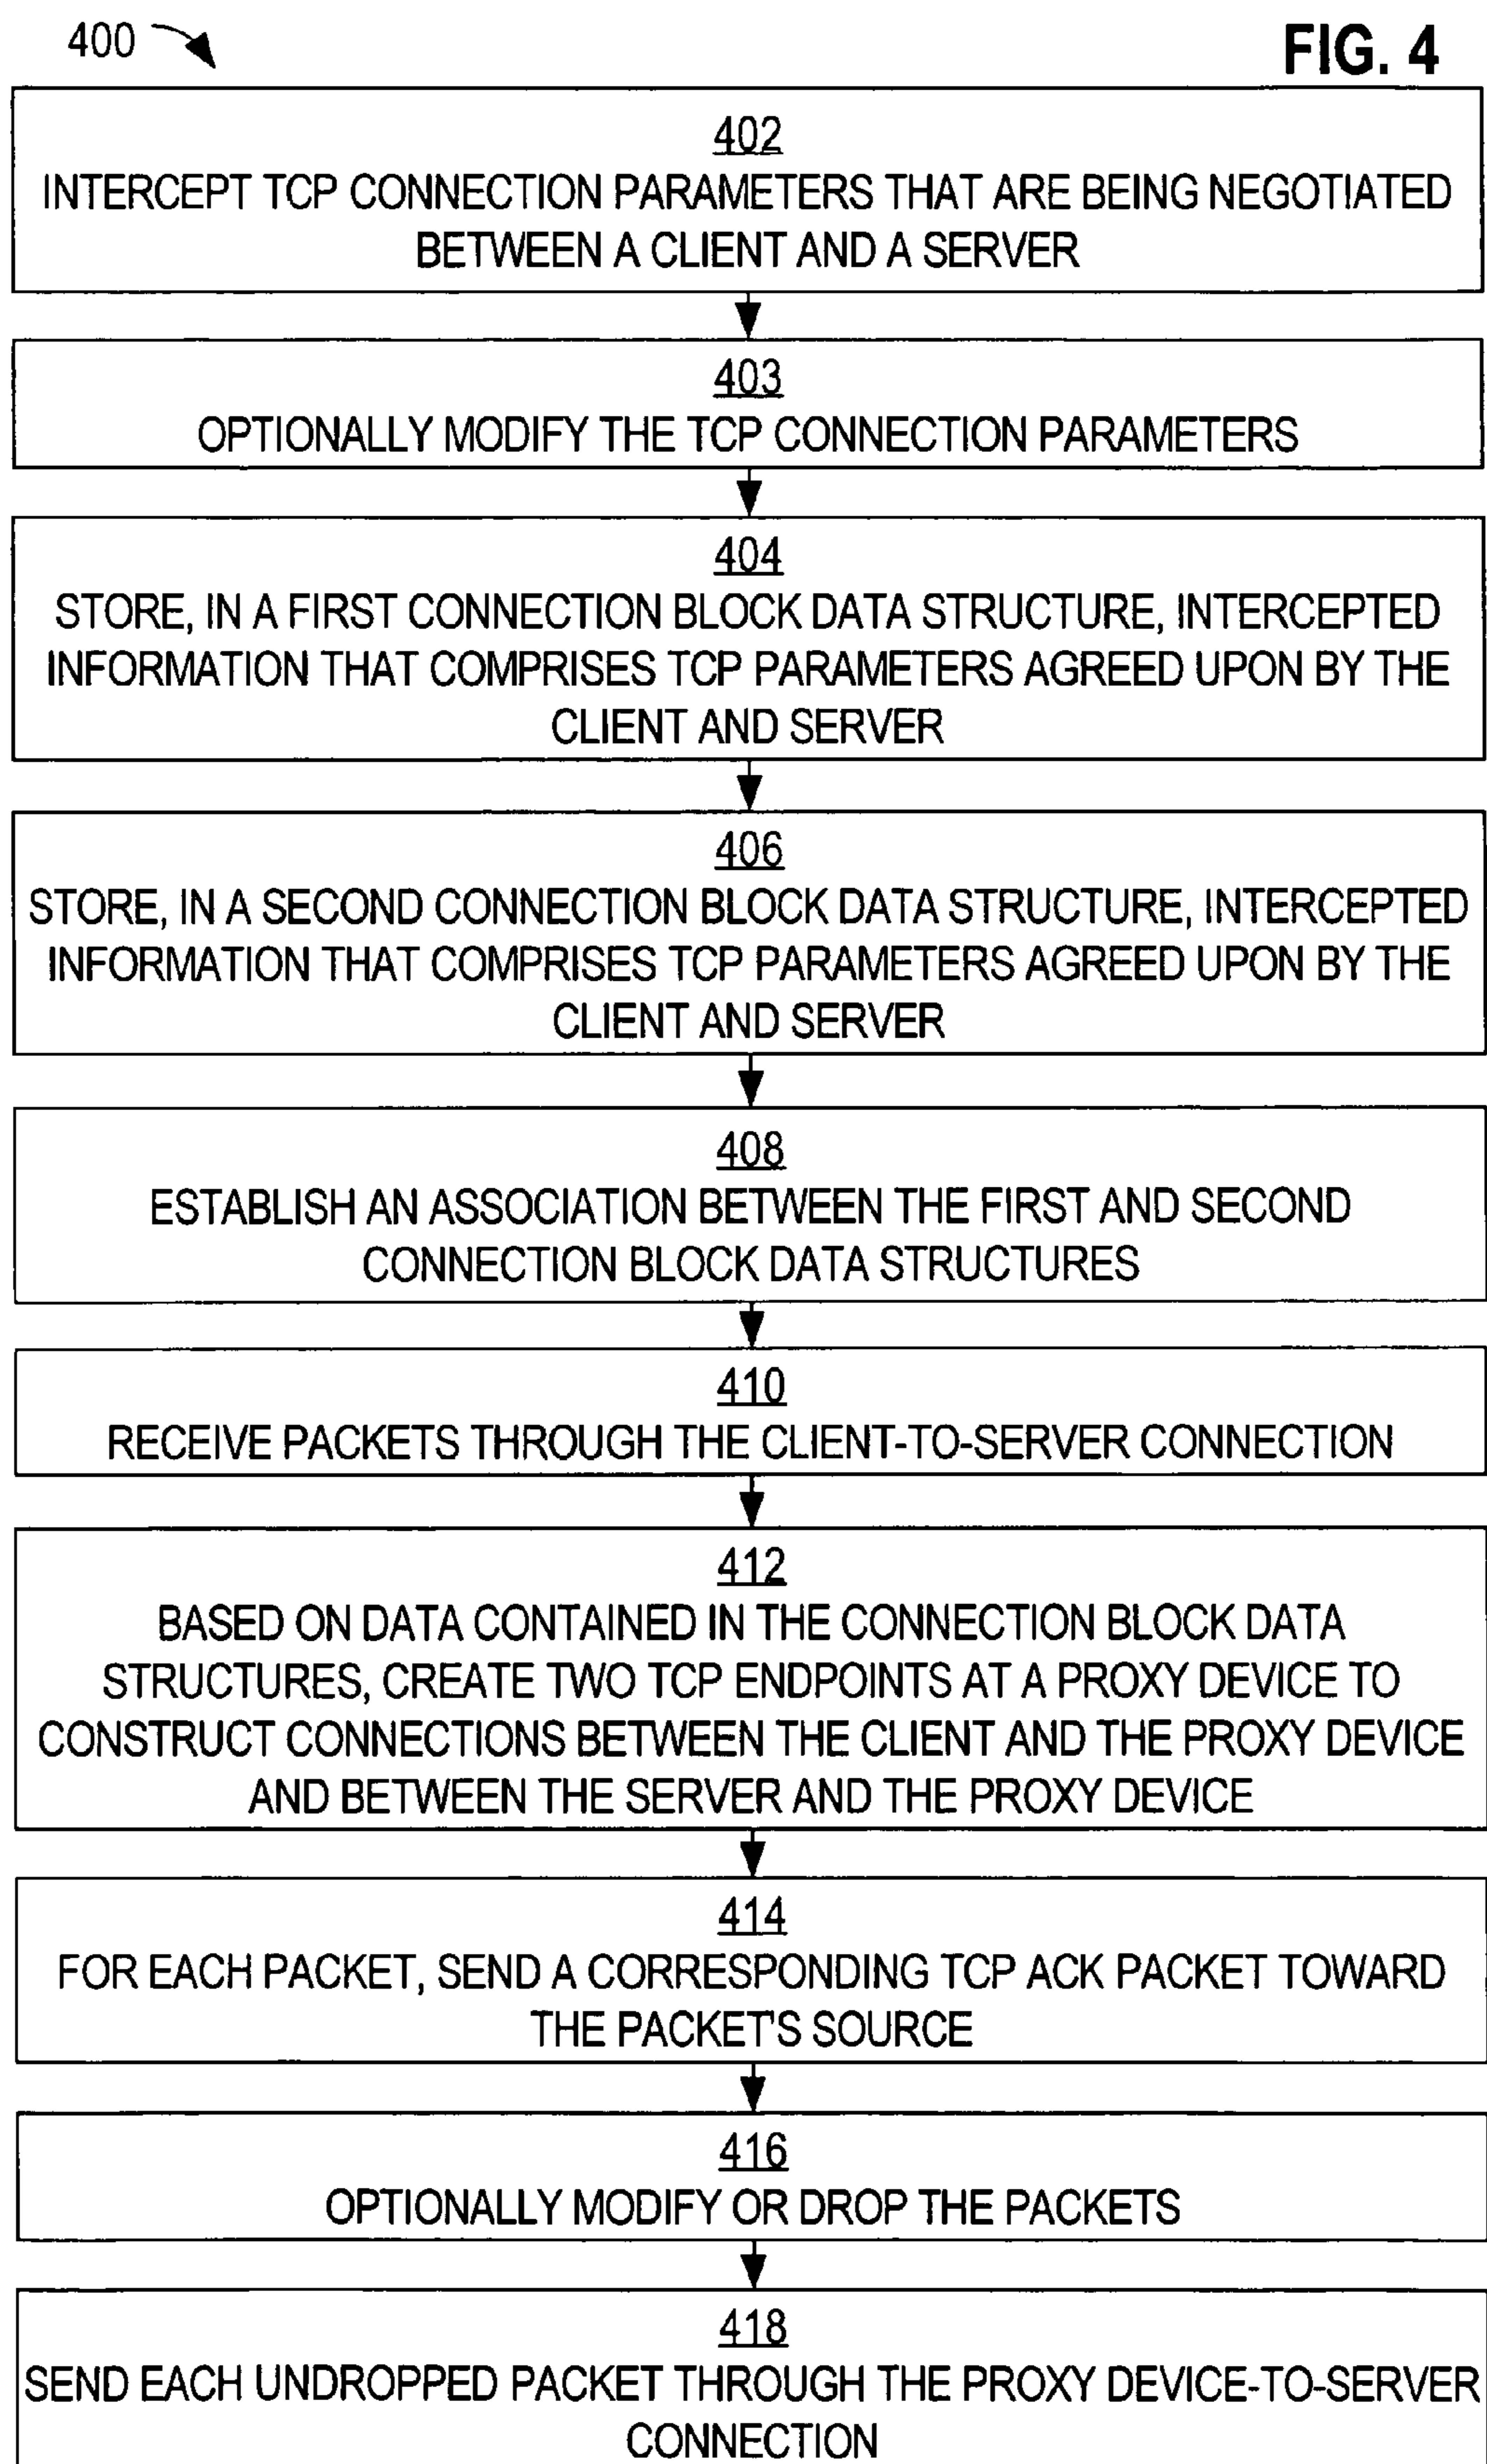 400
FIG. 4
402
INTERCEPT TCP CONNECTION PARAMETERS THAT ARE BEING NEGOTIATED
BETWEEN A CLIENT AND A SERVER
403
OPTIONALLY MODIFY THE TCP CONNECTION PARAMETERS
404
STORE, IN A FIRST CONNECTION BLOCK DATA STRUCTURE, INTERCEPTED
INFORMATION THAT COMPRISES TCP PARAMETERS AGREED UPON BY THE
CLIENT AND SERVER
406
STORE, IN A SECOND CONNECTION BLOCK DATA STRUCTURE, INTERCEPTED
INFORMATION THAT COMPRISES TCP PARAMETERS AGREED UPON BY THE
CLIENT AND SERVER
408
ESTABLISH AN ASSOCIATION BETWEEN THE FIRST AND SECOND
CONNECTION BLOCK DATA STRUCTURES
410
RECEIVE PACKETS THROUGH THE CLIENT-TO-SERVER CONNECTION
412
BASED ON DATA CONTAINED IN THE CONNECTION BLOCK DATA
STRUCTURES, CREATE TWO TCP ENDPOINTS AT A PROXY DEVICE TO
CONSTRUCT CONNECTIONS BETWEEN THE CLIENT AND THE PROXY DEVICE
AND BETWEEN THE SERVER AND THE PROXY DEVICE
414
FOR EACH PACKET, SEND A CORRESPONDING TCP ACK PACKET TOWARD
THE PACKET'S SOURCE
416
OPTIONALLY MODIFY OR DROP THE PACKETS
418
SEND EACH UNDROPPED PACKET THROUGH THE PROXY DEVICE-TO-SERVER
CONNECTION